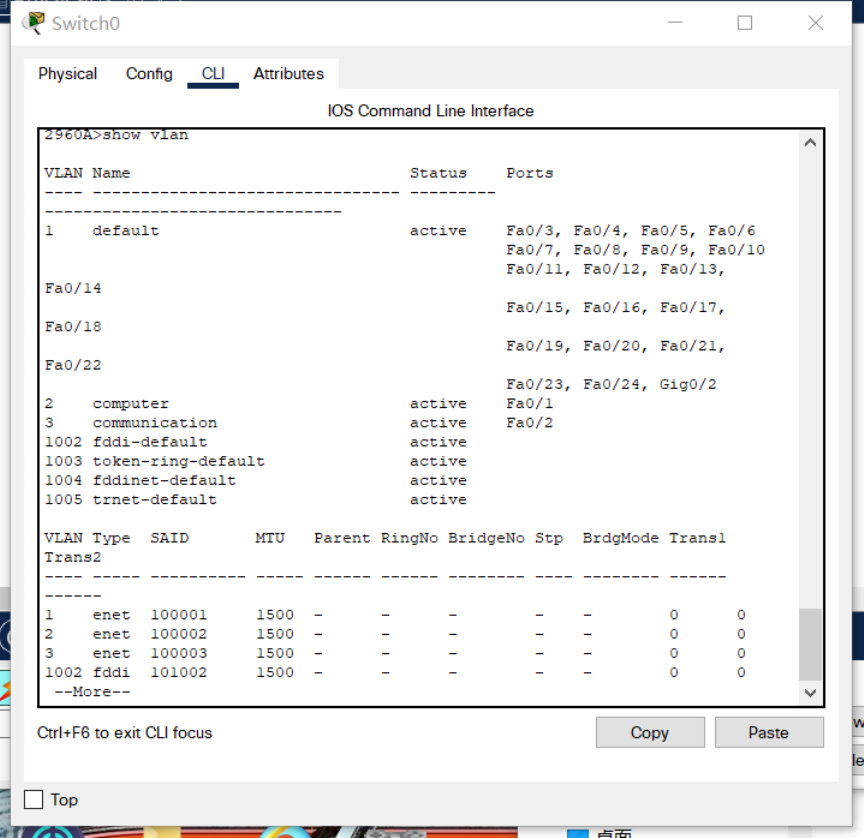 Switch0
Physical Config CLI Attributes
IOS Command Line Interface
2960A>show vlan
VLAN Name                             Status    Ports
---- -------------------------------- ---------
-------------------------------
1    default                          active    Fa0/3, Fa0/4, Fa0/5, Fa0/6
                                                Fa0/7, Fa0/8, Fa0/9, Fa0/10
                                                Fa0/11, Fa0/12, Fa0/13,
Fa0/14
                                                Fa0/15, Fa0/16, Fa0/17,
Fa0/18
                                                Fa0/19, Fa0/20, Fa0/21,
Fa0/22
                                                Fa0/23, Fa0/24, Gig0/2
2    computer                         active    Fa0/1
3    communication                    active    Fa0/2
1002 fddi-default                     active
1003 token-ring-default               active
1004 fddinet-default                  active
1005 trnet-default                    active
VLAN Type  SAID       MTU   Parent RingNo BridgeNo Stp  BrdgMode Trans1
Trans2
---- ----- ---------- ----- ------ ------ -------- ---- -------- ------
------
1    enet  100001     1500  -      -      -        -    -        0      0
2    enet  100002     1500  -      -      -        -    -        0      0
3    enet  100003     1500  -      -      -        -    -        0      0
1002 fddi  101002     1500  -      -      -        -    -        0      0
 --More--
Ctrl+F6 to exit CLI focus
Copy Paste
Top
桌面